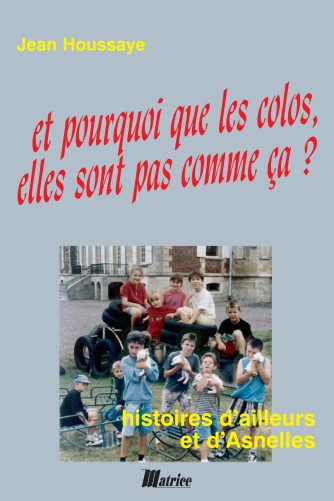 Jean Houssaye
et pourquoi que les colos,
elles sont pas comme ça ?
histoires d'ailleurs
et d'Asnelles
Matrice